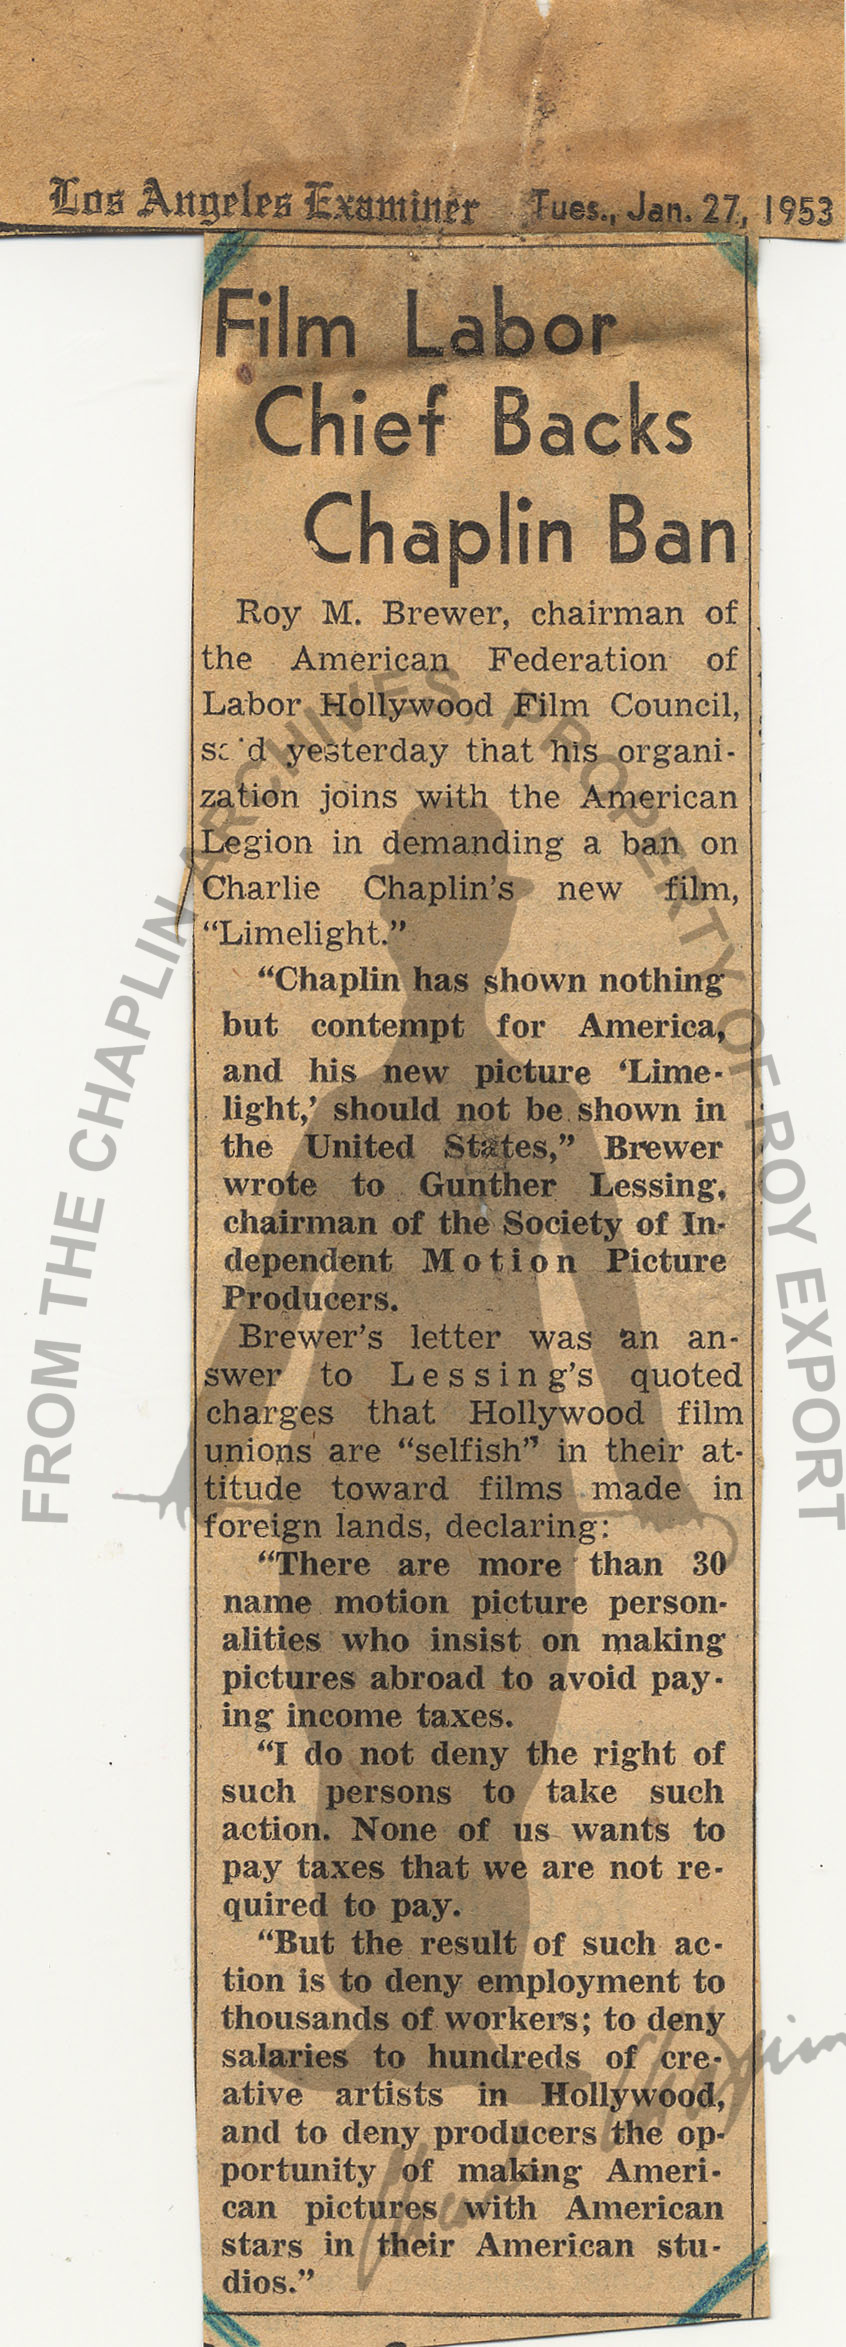 Los Angeles Examiner Tues., Jan. 27, 1953
Film Labor
Chief Backs
Chaplin Ban
Roy M. Brewer, chairman of
the American Federation of
Labor Hollywood Film Council,
said yesterday that his organi-
zation joins with the American
Legion in demanding a ban on
Charlie Chaplin's new film,
“Limelight.”
“Chaplin has shown nothing
but contempt for America,
and his new picture ‘Lime-
light,’ should not be shown in
the United States,” Brewer
wrote to Gunther Lessing,
chairman of the Society of In-
dependent Motion Picture
Producers.
Brewer's letter was an an-
swer to Lessing's quoted
charges that Hollywood film
unions are “selfish” in their at-
titude toward films made in
foreign lands, declaring:
“There are more than 30
name motion picture person-
alities who insist on making
pictures abroad to avoid pay-
ing income taxes.
“I do not deny the right of
such persons to take such
action. None of us wants to
pay taxes that we are not re-
quired to pay.
“But the result of such ac-
tion is to deny employment to
thousands of workers; to deny
salaries to hundreds of cre-
ative artists in Hollywood,
and to deny producers the op-
portunity of making Ameri-
can pictures with American
stars in their American stu-
dios.”
FROM THE CHAPLIN ARCHIVES, PROPERTY OF ROY EXPORT